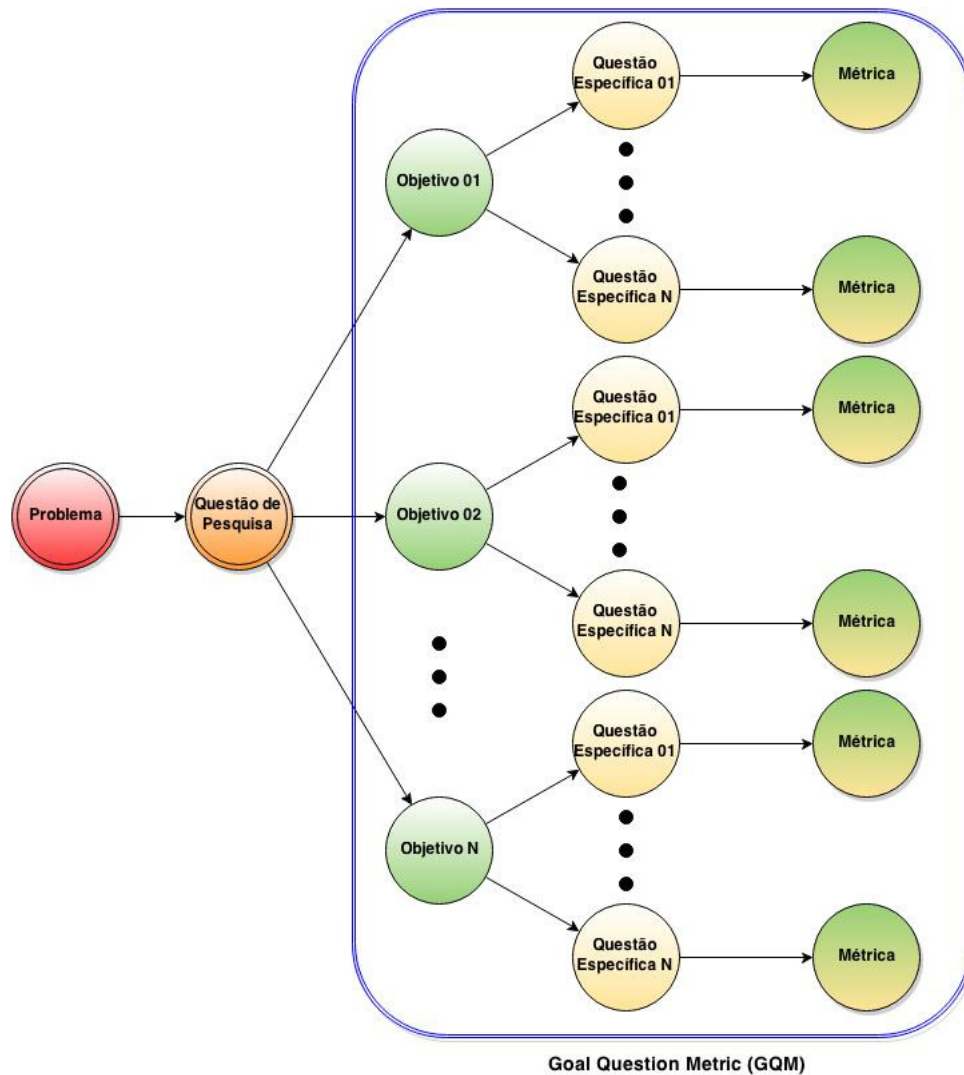 Questão
Específica 01
Métrica
Objetivo 01
Questão
Específica N
Métrica
Questão
Específica 01
Métrica
Problema
Questão de
Pesquisa
Objetivo 02
Questão
Específica N
Métrica
Questão
Específica 01
Métrica
Objetivo N
Questão
Específica N
Métrica
Goal Question Metric (GQM)